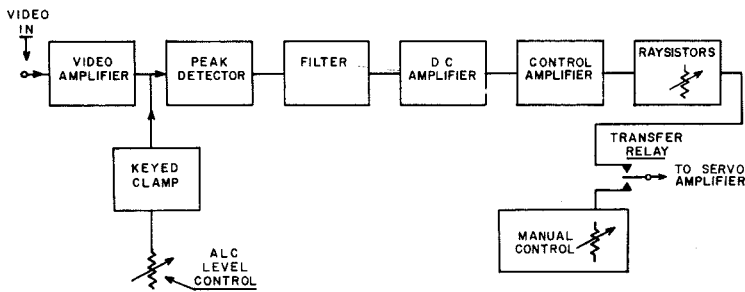 VIDEO
IN
VIDEO
AMPLIFIER
PEAK
DETECTOR
FILTER
D C
AMPLIFIER
CONTROL
AMPLIFIER
RAYSISTORS
TRANSFER
RELAY
TO SERVO
AMPLIFIER
KEYED
CLAMP
MANUAL
CONTROL
ALC
LEVEL
CONTROL